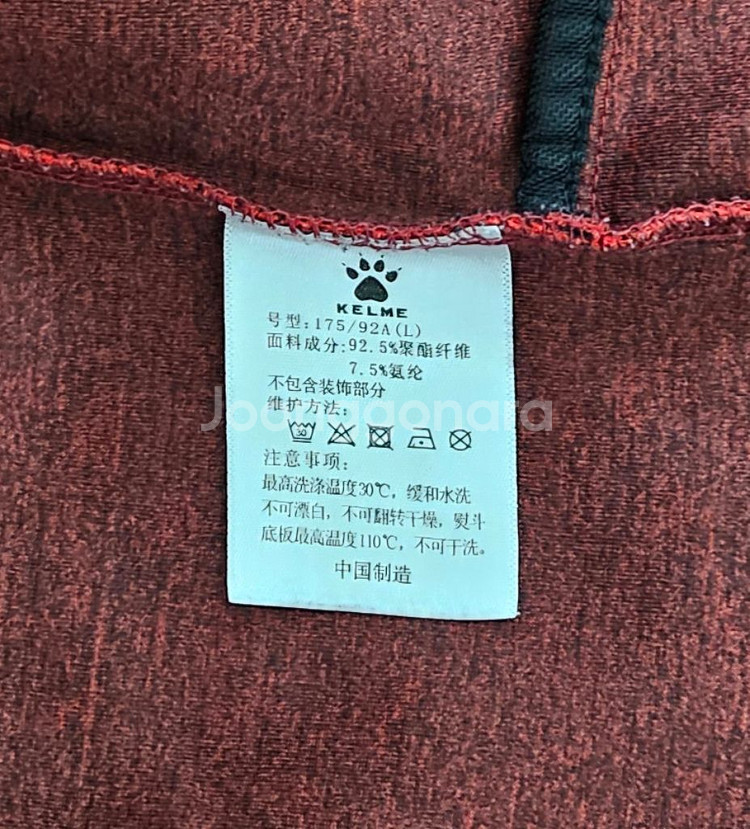 KELME
号型:175/92A(L)
面料成分:92.5%聚酯纤维
7.5%氨纶
不包含装饰部分
维护方法:
30
注意事项:
最高洗涤温度30℃，缓和水洗
不可漂白，不可翻转干燥，熨斗
底板最高温度110℃，不可干洗。
中国制造
Joonggonara